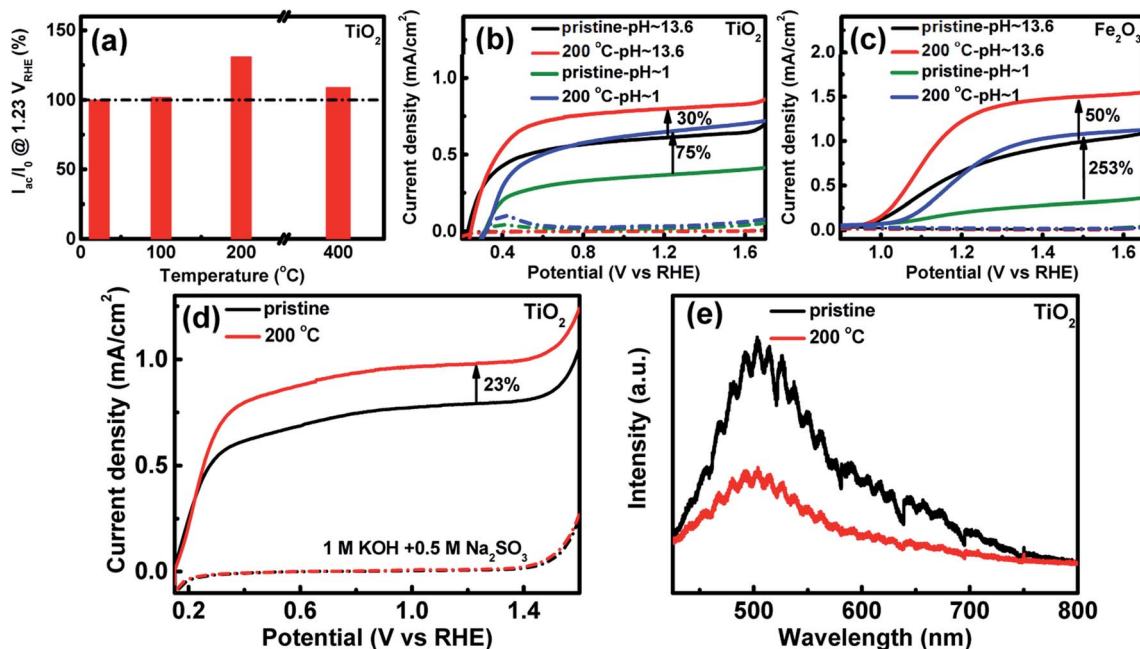 (a)
TiO2
150
100
50
0
0 100 200 400
Temperature (°C)
Iac/I0 @ 1.23 VRHE (%)
(b)
TiO2
pristine-pH~13.6
200 °C-pH~13.6
pristine-pH~1
200 °C-pH~1
30%
75%
1.0
0.5
0.0
0.4 0.8 1.2 1.6
Potential (V vs RHE)
Current density (mA/cm2)
(c)
Fe2O3
pristine-pH~13.6
200 °C-pH~13.6
pristine-pH~1
200 °C-pH~1
50%
253%
2.0
1.5
1.0
0.5
0.0
1.0 1.2 1.4 1.6
Potential (V vs RHE)
Current density (mA/cm2)
(d)
TiO2
pristine
200 °C
23%
1 M KOH +0.5 M Na2SO3
1.0
0.5
0.0
0.2 0.6 1.0 1.4
Potential (V vs RHE)
Current density (mA/cm2)
(e)
TiO2
pristine
200 °C
500 600 700 800
Wavelength (nm)
Intensity (a.u.)